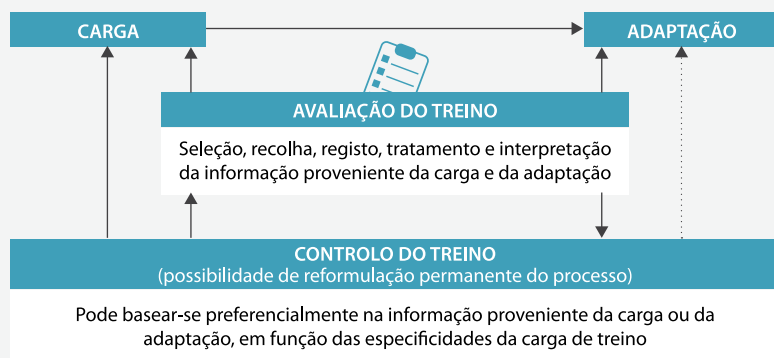 CARGA
ADAPTAÇÃO
AVALIAÇÃO DO TREINO
Seleção, recolha, registo, tratamento e interpretação
da informação proveniente da carga e da adaptação
CONTROLO DO TREINO
(possibilidade de reformulação permanente do processo)
Pode basear-se preferencialmente na informação proveniente da carga ou da
adaptação, em função das especificidades da carga de treino